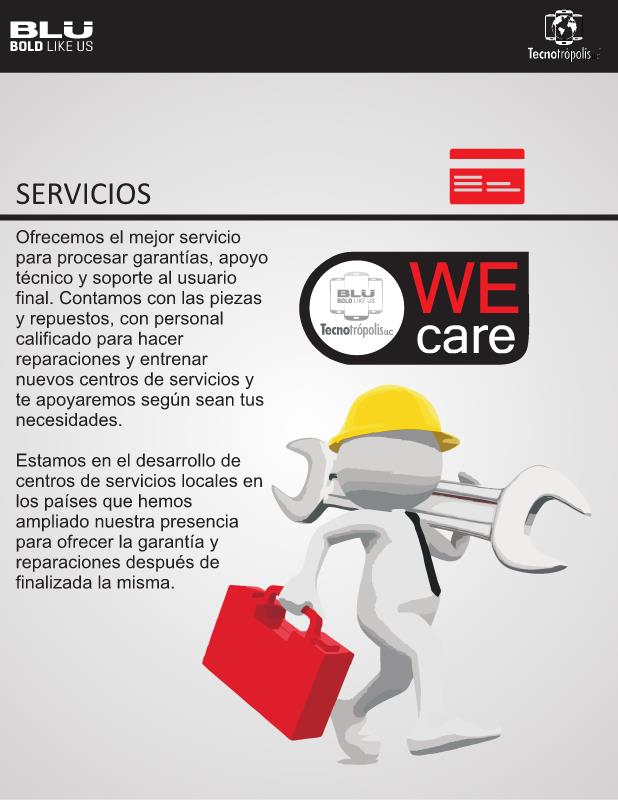 BLU
BOLD LIKE US
Tecnotrópolis
SERVICIOS
Ofrecemos el mejor servicio
para procesar garantías, apoyo
técnico y soporte al usuario
final. Contamos con las piezas
y repuestos, con personal
calificado para hacer
reparaciones y entrenar
nuevos centros de servicios y
te apoyaremos según sean tus
necesidades.
Estamos en el desarrollo de
centros de servicios locales en
los países que hemos
ampliado nuestra presencia
para ofrecer la garantía y
reparaciones después de
finalizada la misma.
BLU
BOLD LIKE US
Tecnotrópolis LLC
WE
care